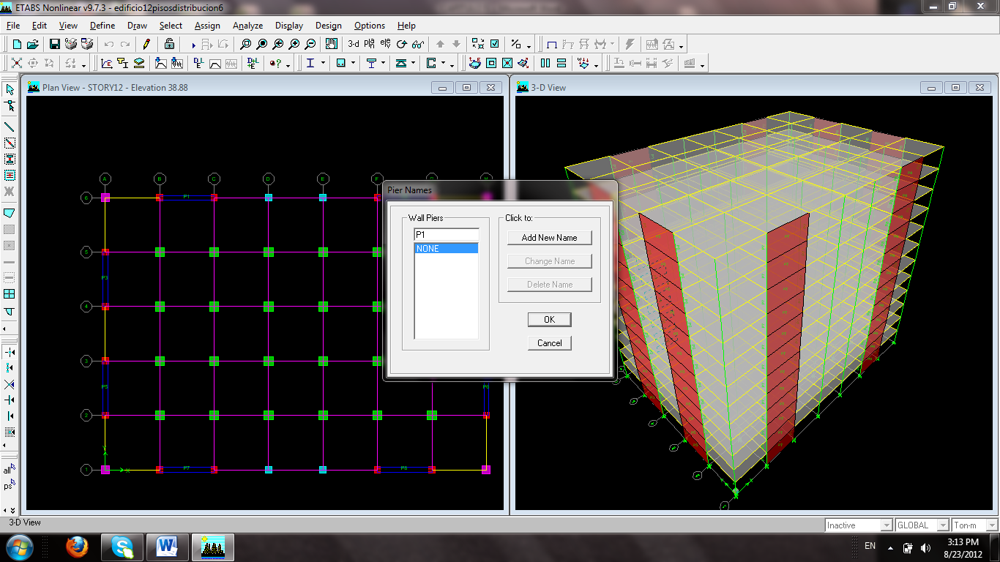 ETABS Nonlinear v9.7.3 - edificio12pisosdistribucion6
File Edit View Define Draw Select Assign Analyze Display Design Options Help
3-d
Plan View - STORY12 - Elevation 38.88
3-D View
A B C D E F
6 P1
5
P3
4
3
P5 P6
2
Y
1 X P7 P8
Pier Names
Wall Piers
P1
NONE
Click to:
Add New Name
Change Name
Delete Name
OK
Cancel
all
ps
3-D View
Inactive GLOBAL Ton-m
EN
3:13 PM
8/23/2012